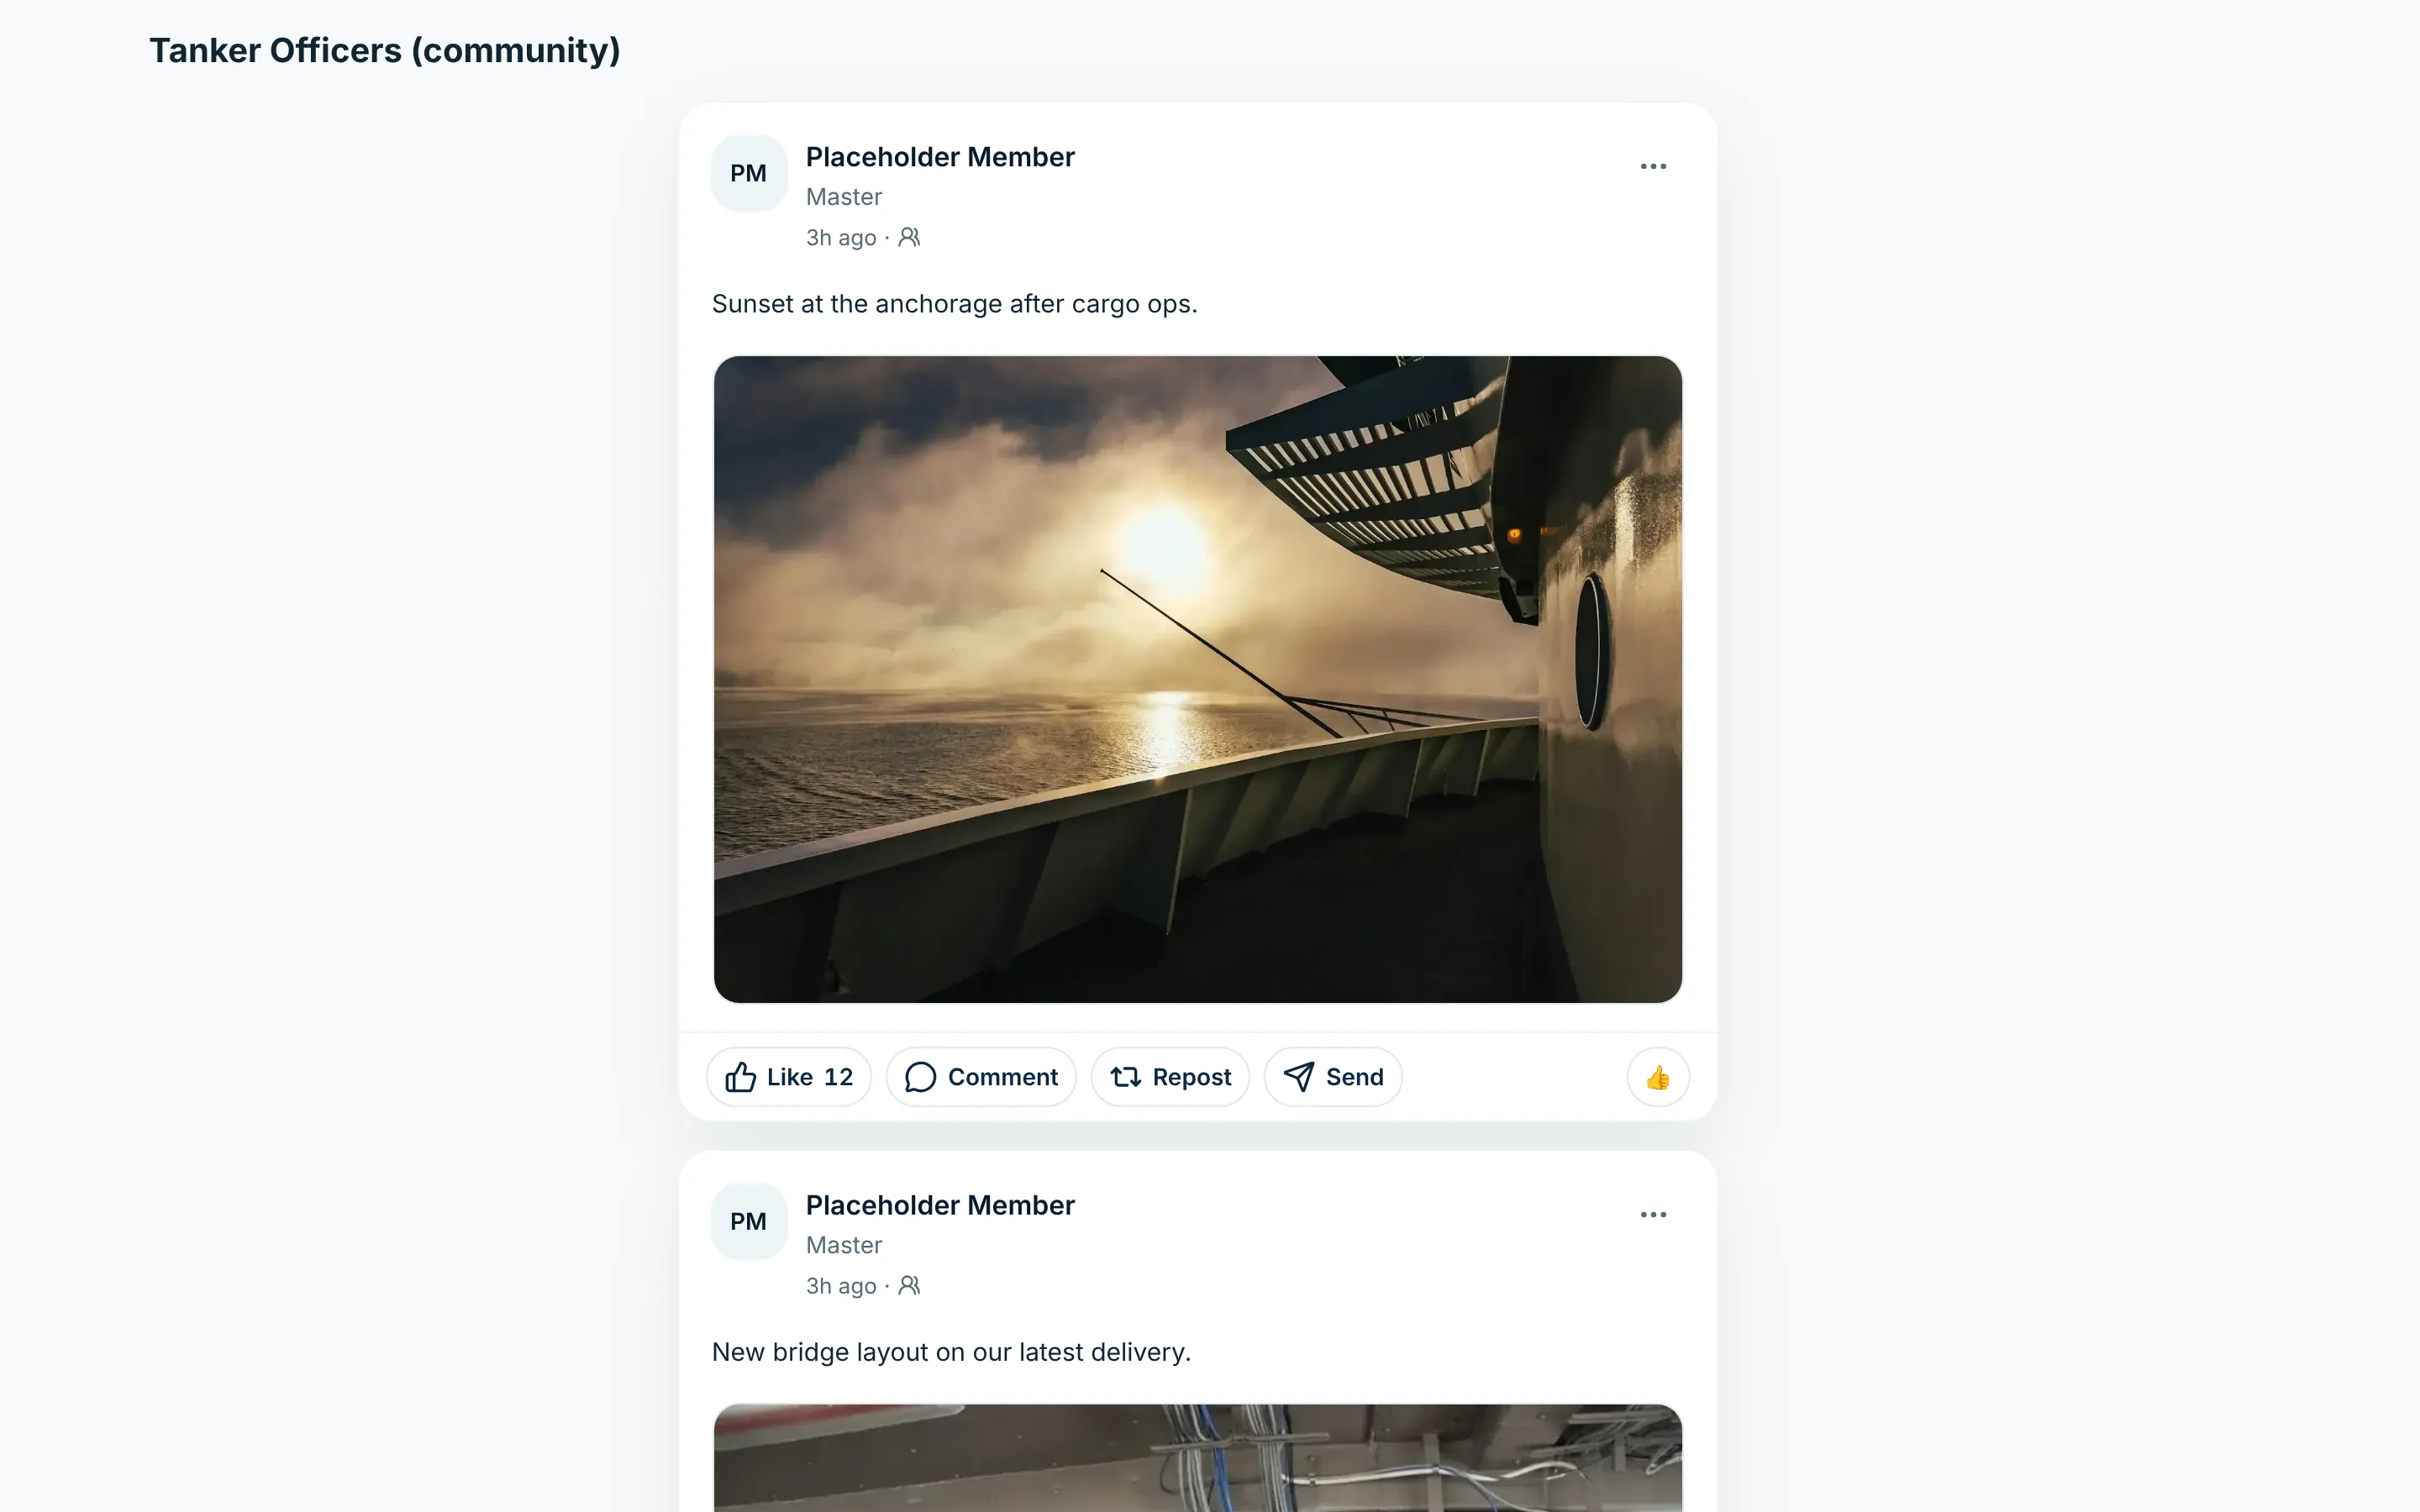 Tanker Officers (community)
PM
Placeholder Member
Master
3h ago ·
Sunset at the anchorage after cargo ops.
Like 12
Comment
Repost
Send
PM
Placeholder Member
Master
3h ago ·
New bridge layout on our latest delivery.